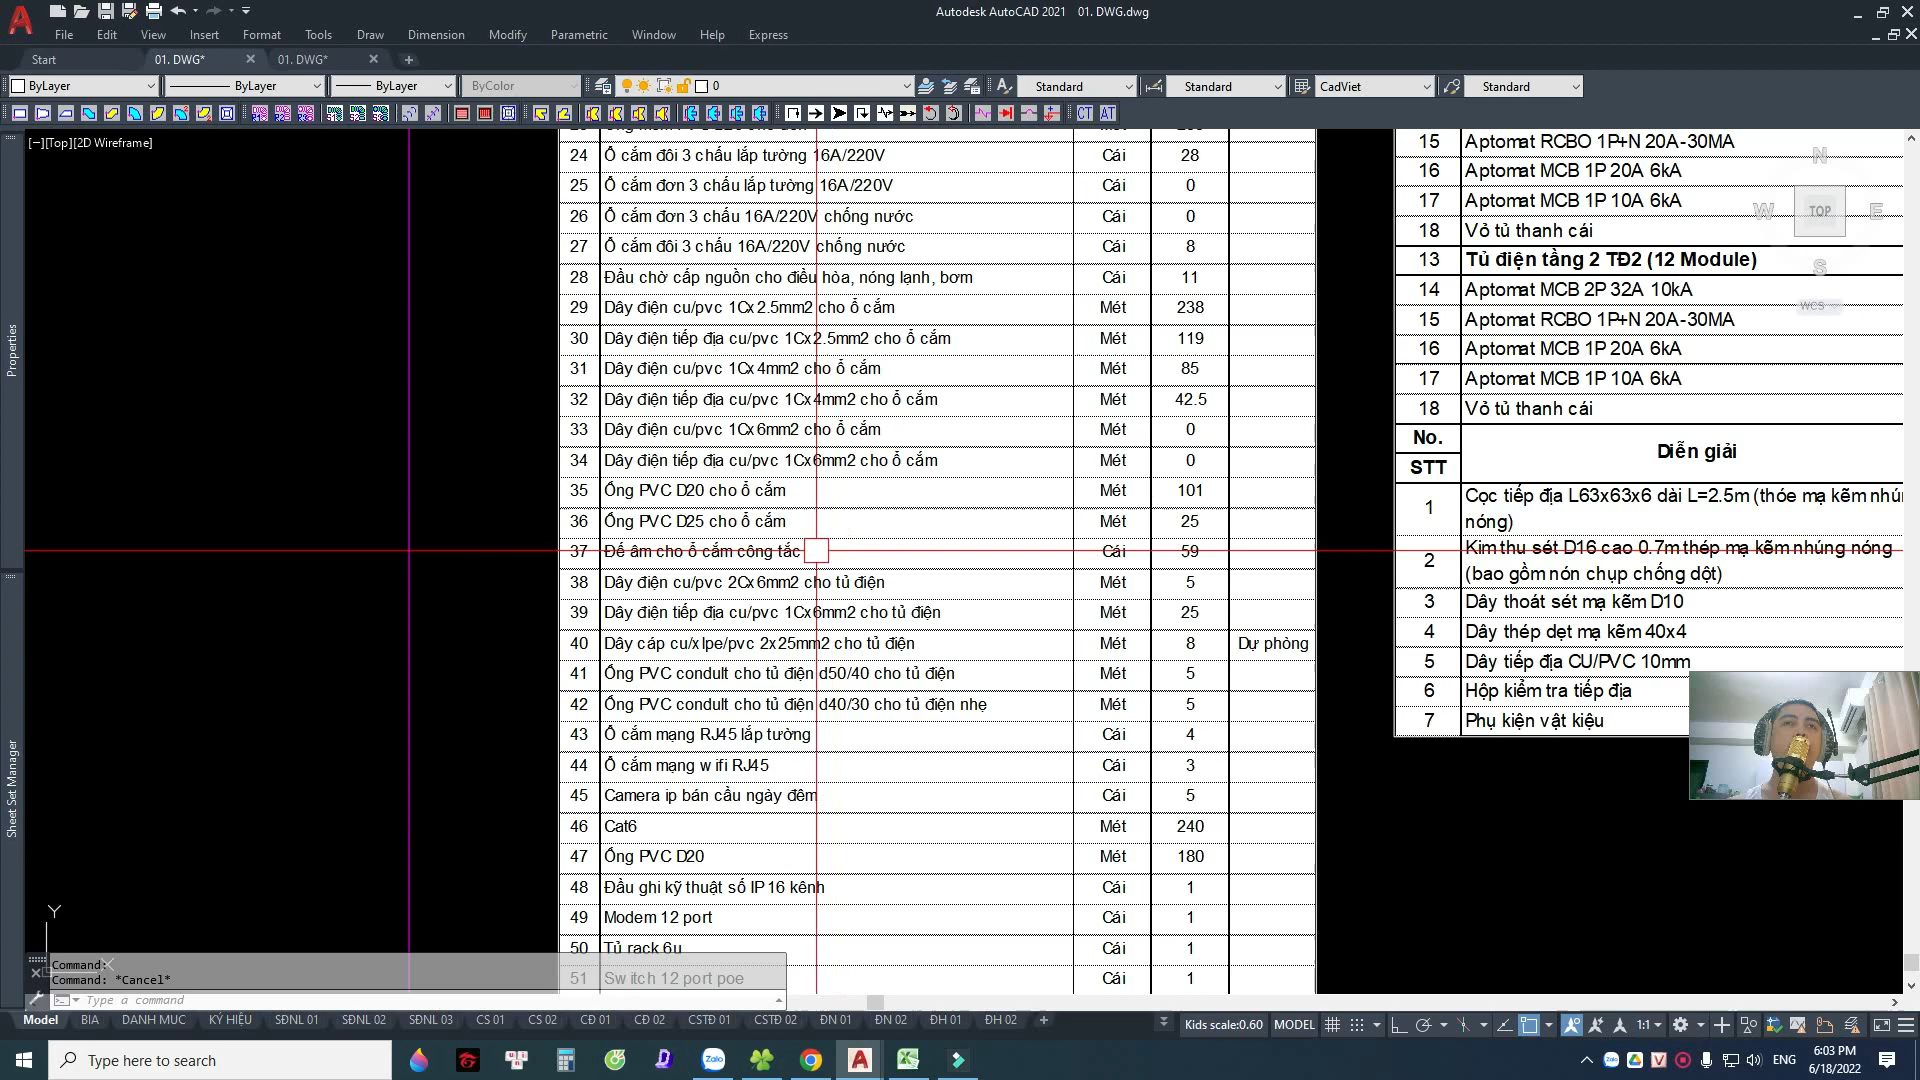 Autodesk AutoCAD 2021 01. DWG.dwg
File Edit View Insert Format Tools Draw Dimension Modify Parametric Window Help Express
Start 01. DWG* 01. DWG*
ByLayer ByLayer ByLayer ByColor 0 Standard Standard CadViet Standard
CT AT
[−][Top][2D Wireframe]
Properties
Sheet Set Manager
24 Ổ cắm đôi 3 chấu lắp tường 16A/220V Cái 28
25 Ổ cắm đơn 3 chấu lắp tường 16A/220V Cái 0
26 Ổ cắm đơn 3 chấu 16A/220V chống nước Cái 0
27 Ổ cắm đôi 3 chấu 16A/220V chống nước Cái 8
28 Đầu chờ cấp nguồn cho điều hòa, nóng lạnh, bơm Cái 11
29 Dây điện cu/pvc 1Cx2.5mm2 cho ổ cắm Mét 238
30 Dây điện tiếp địa cu/pvc 1Cx2.5mm2 cho ổ cắm Mét 119
31 Dây điện cu/pvc 1Cx4mm2 cho ổ cắm Mét 85
32 Dây điện tiếp địa cu/pvc 1Cx4mm2 cho ổ cắm Mét 42.5
33 Dây điện cu/pvc 1Cx6mm2 cho ổ cắm Mét 0
34 Dây điện tiếp địa cu/pvc 1Cx6mm2 cho ổ cắm Mét 0
35 Ống PVC D20 cho ổ cắm Mét 101
36 Ống PVC D25 cho ổ cắm Mét 25
37 Đế âm cho ổ cắm công tắc Cái 59
38 Dây điện cu/pvc 2Cx6mm2 cho tủ điện Mét 5
39 Dây điện tiếp địa cu/pvc 1Cx6mm2 cho tủ điện Mét 25
40 Dây cáp cu/xlpe/pvc 2x25mm2 cho tủ điện Mét 8 Dự phòng
41 Ống PVC condult cho tủ điện d50/40 cho tủ điện Mét 5
42 Ống PVC condult cho tủ điện d40/30 cho tủ điện nhẹ Mét 5
43 Ổ cắm mạng RJ45 lắp tường Cái 4
44 Ổ cắm mạng wifi RJ45 Cái 3
45 Camera ip bán cầu ngày đêm Cái 5
46 Cat6 Mét 240
47 Ống PVC D20 Mét 180
48 Đầu ghi kỹ thuật số IP 16 kênh Cái 1
49 Modem 12 port Cái 1
50 Tủ rack 6u Cái 1
51 Switch 12 port poe Cái 1
15 Aptomat RCBO 1P+N 20A-30MA
16 Aptomat MCB 1P 20A 6kA
17 Aptomat MCB 1P 10A 6kA
18 Vỏ tủ thanh cái
13 Tủ điện tầng 2 TĐ2 (12 Module)
14 Aptomat MCB 2P 32A 10kA
15 Aptomat RCBO 1P+N 20A-30MA
16 Aptomat MCB 1P 20A 6kA
17 Aptomat MCB 1P 10A 6kA
18 Vỏ tủ thanh cái
No. Diễn giải
STT
1 Cọc tiếp địa L63x63x6 dài L=2.5m (thóe mạ kẽm nhúng
nóng)
2 Kim thu sét D16 cao 0.7m thép mạ kẽm nhúng nóng
(bao gồm nón chụp chống dột)
3 Dây thoát sét mạ kẽm D10
4 Dây thép dẹt mạ kẽm 40x4
5 Dây tiếp địa CU/PVC 10mm
6 Hộp kiểm tra tiếp địa
7 Phụ kiện vật kiệu
N
W TOP E
S
WCS
Y
X
Command:
Command: *Cancel*
Type a command
Model BIA DANH MUC KÝ HIỆU SĐNL 01 SĐNL 02 SĐNL 03 CS 01 CS 02 CĐ 01 CĐ 02 CSTĐ 01 CSTĐ 02 ĐN 01 ĐN 02 ĐH 01 ĐH 02 Kids scale:0.60 MODEL 1:1
Type here to search
ENG
6:03 PM
6/18/2022